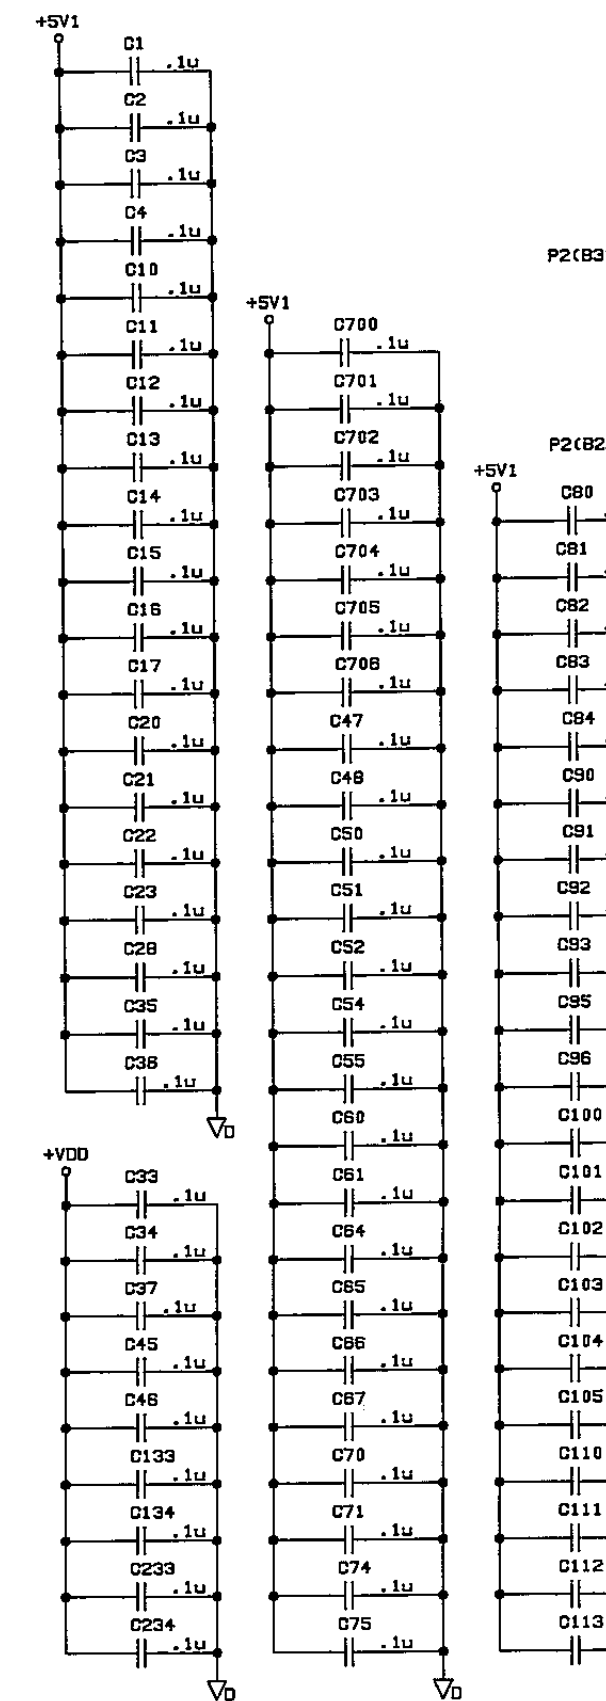 +5V1
C1
.1u
C2
.1u
C3
.1u
C4
.1u
C10
.1u
C11
.1u
C12
.1u
C13
.1u
C14
.1u
C15
.1u
C16
.1u
C17
.1u
C20
.1u
C21
.1u
C22
.1u
C23
.1u
C28
.1u
C35
.1u
C36
.1u
D
+VDD
C33
.1u
C34
.1u
C37
.1u
C45
.1u
C46
.1u
C133
.1u
C134
.1u
C233
.1u
C234
.1u
D
+5V1
C700
.1u
C701
.1u
C702
.1u
C703
.1u
C704
.1u
C705
.1u
C706
.1u
C47
.1u
C48
.1u
C50
.1u
C51
.1u
C52
.1u
C54
.1u
C55
.1u
C60
.1u
C61
.1u
C64
.1u
C65
.1u
C66
.1u
C67
.1u
C70
.1u
C71
.1u
C74
.1u
C75
.1u
D
P2(B3
P2(B2
+5V1
C80
C81
C82
C83
C84
C90
C91
C92
C93
C95
C96
C100
C101
C102
C103
C104
C105
C110
C111
C112
C113